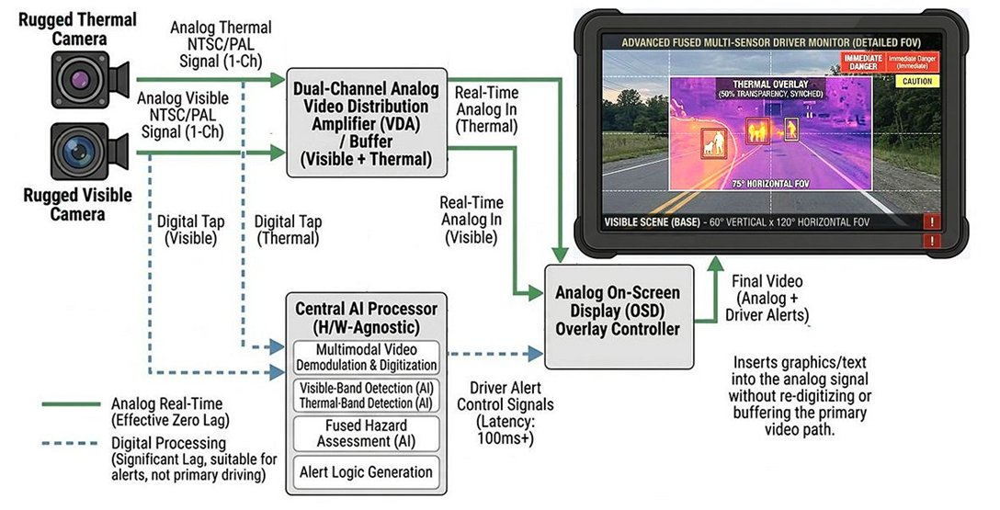 Rugged Thermal
Camera
Analog Thermal
NTSC/PAL
Signal (1-Ch)
Analog Visible
NTSC/PAL
Signal (1-Ch)
Rugged Visible
Camera
Dual-Channel Analog
Video Distribution
Amplifier (VDA)
/ Buffer
(Visible + Thermal)
Real-Time
Analog In
(Thermal)
Real-Time
Analog In
(Visible)
Digital Tap
(Visible)
Digital Tap
(Thermal)
ADVANCED FUSED MULTI-SENSOR DRIVER MONITOR (DETAILED FOV)
IMMEDIATE
DANGER
Immediate Danger
(Immediate)
CAUTION
THERMAL OVERLAY
(50% TRANSPARENCY, SYNCHED)
75° HORIZONTAL FOV
VISIBLE SCENE (BASE) - 60° VERTICAL x 120° HORIZONTAL FOV
!
!
Analog On-Screen
Display (OSD)
Overlay Controller
Final Video
(Analog +
Driver Alerts)
Central AI Processor
(H/W-Agnostic)
Multimodal Video
Demodulation & Digitization
Visible-Band Oetection (AI)
Thermal-Band Detection (AI)
Fused Hazard
Assessment (AI)
Alert Logic Generation
Driver Alert
Control Signals
(Latency:
100ms+)
Inserts graphics/text
into the analog signal
without re-digitizing or
buffering the primary
video path.
Analog Real-Time
(Effective Zero Lag)
Digital Processing
(Significant Lag, suitable for
alerts, not primary driving)